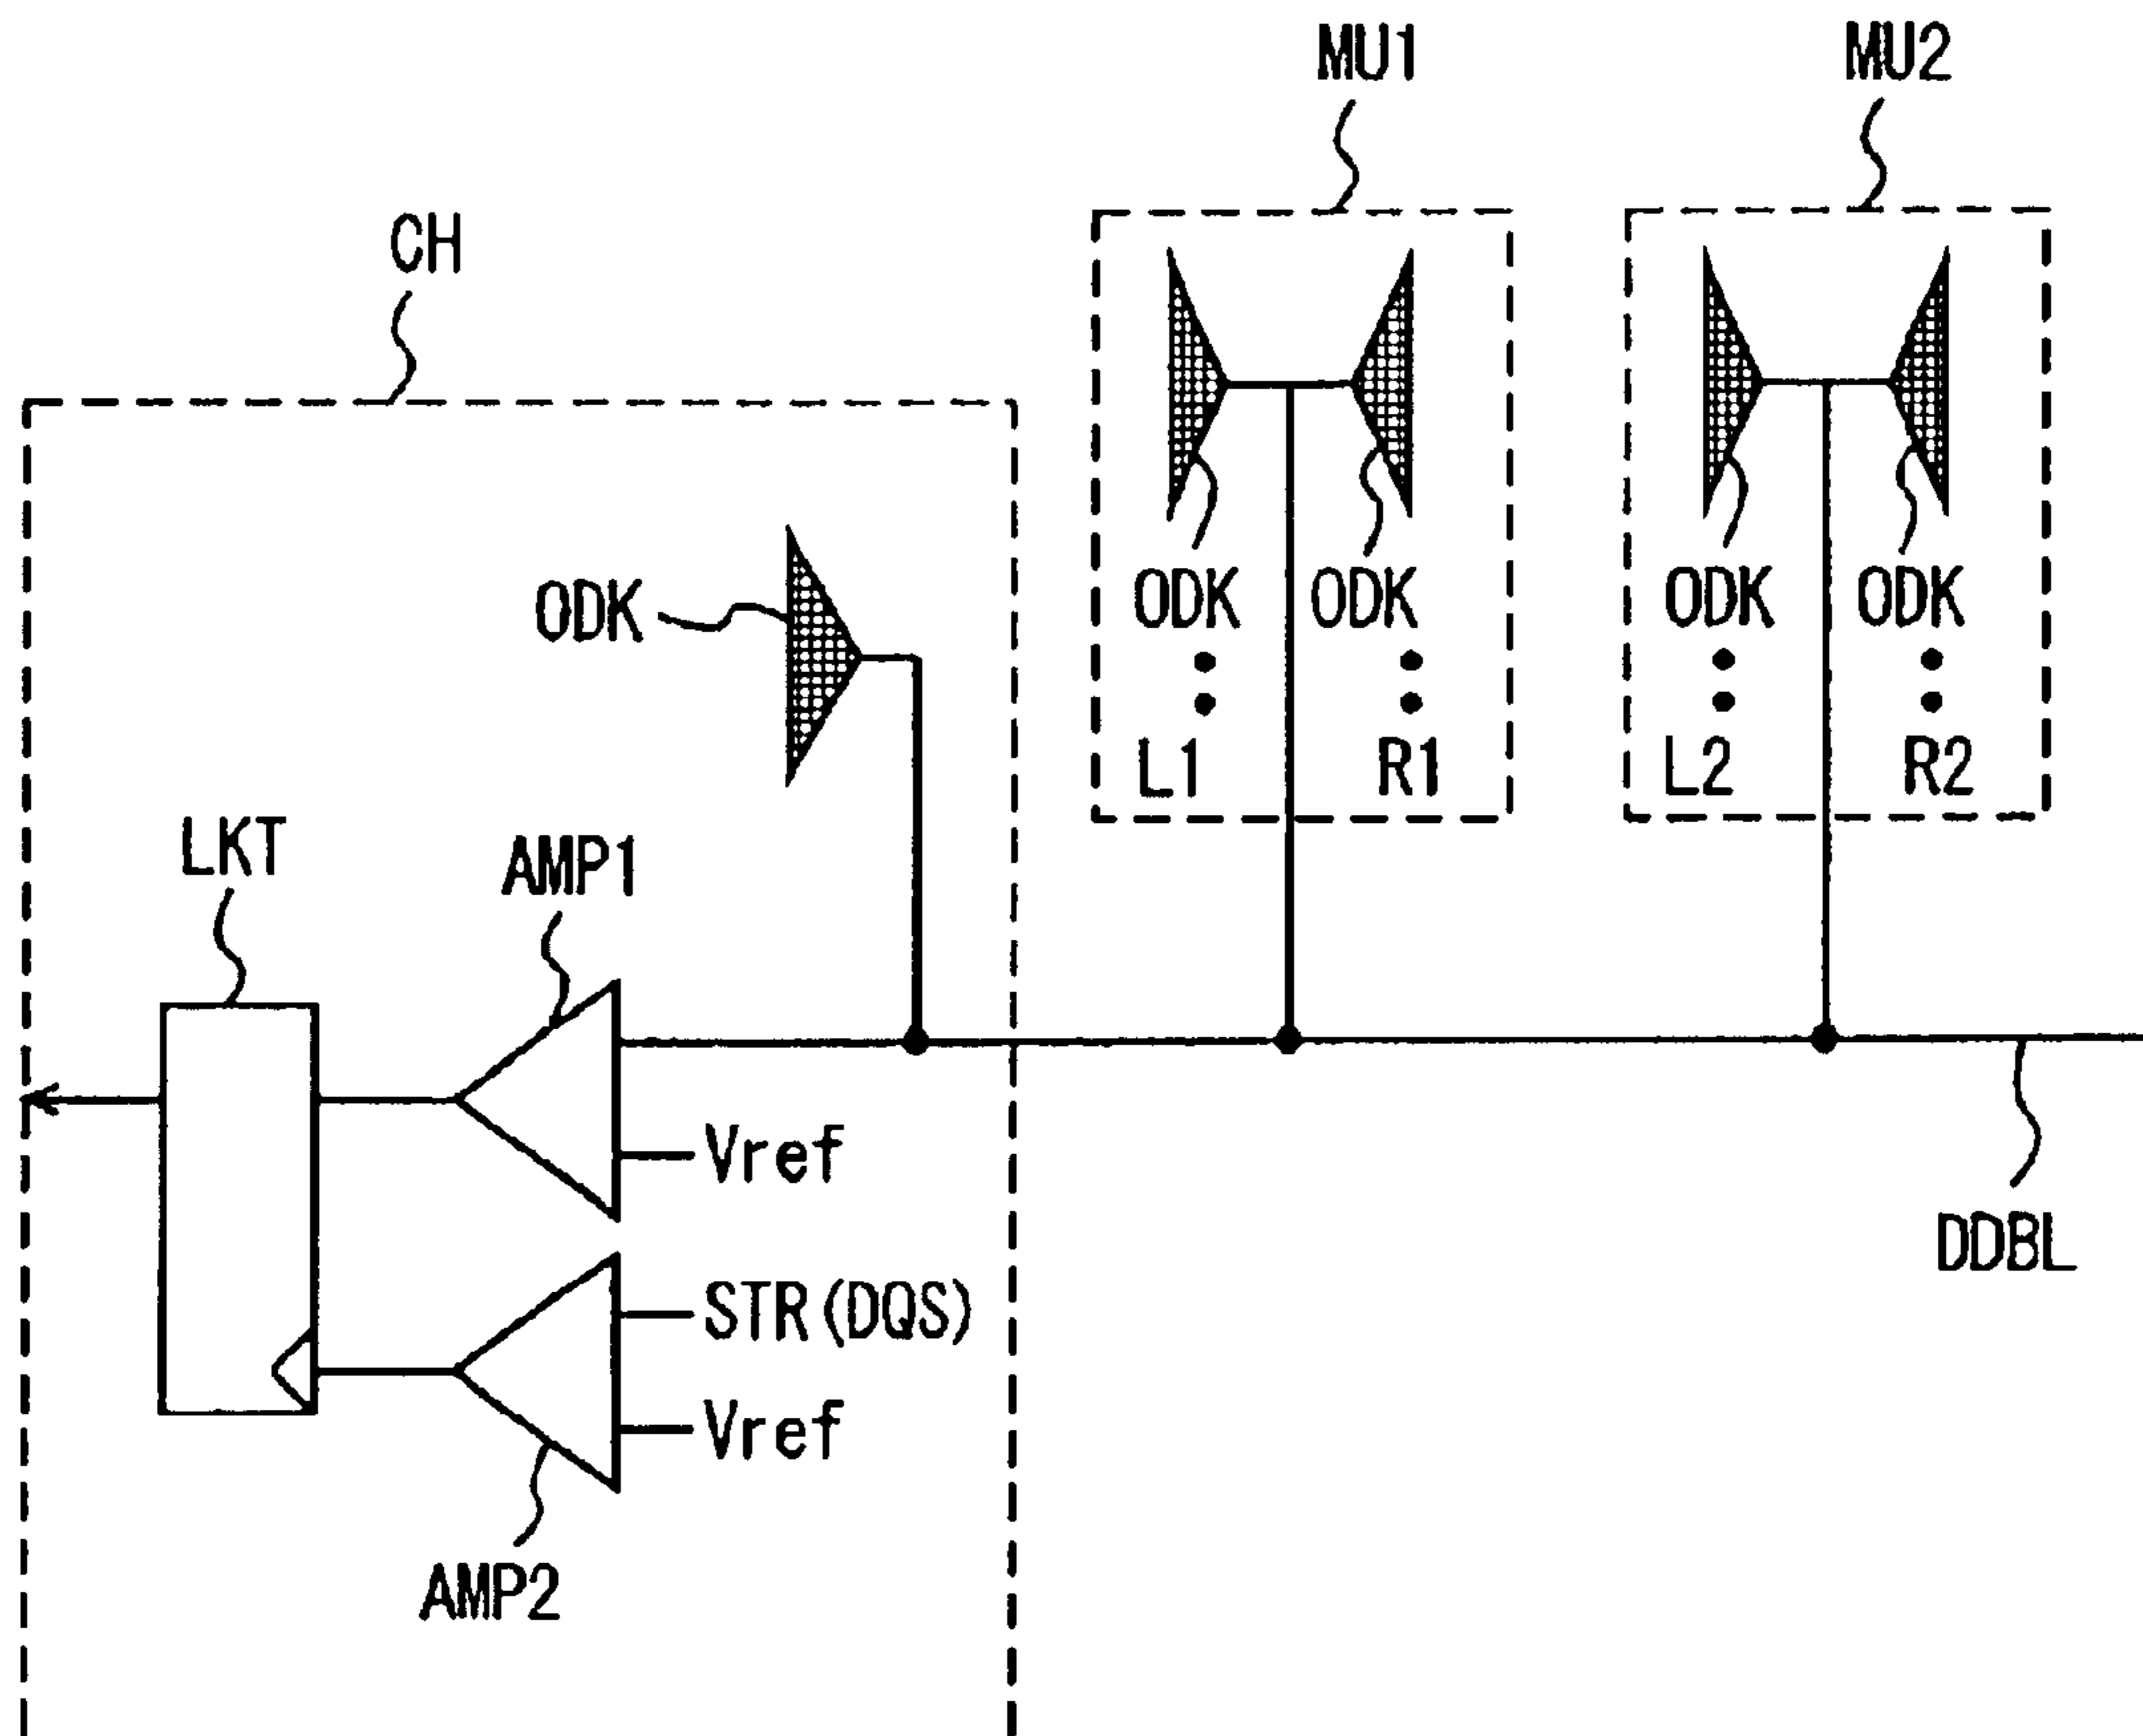 MU1
MU2
CH
ODK
ODK
ODK
ODK
ODK
L1
R1
L2
R2
LKT
AMP1
Vref
STR(DQS)
Vref
DDBL
AMP2